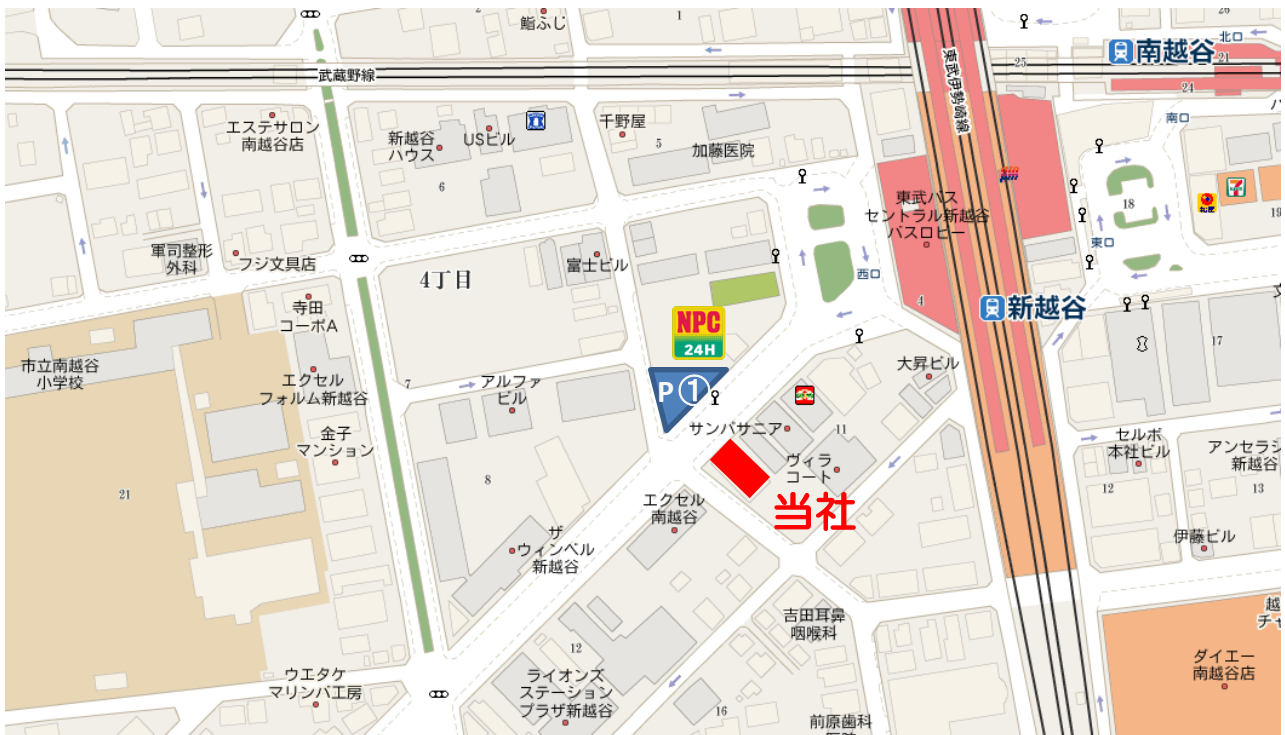 鮨ふじ
1
26
北口
南越谷
21
25
24
武蔵野線
東武伊勢崎線
南口
エステサロン
南越谷店
新越谷
ハウス
USビル
千野屋
5
加藤医院
6
18
19
東武バス
セントラル新越谷
バスロビー
東口
軍司整形
外科
フジ文具店
4丁目
富士ビル
西口
4
新越谷
寺田
コーポA
NPC
24H
17
市立南越谷
小学校
エクセル
フォルム新越谷
7
アルファ
ビル
P①
大昇ビル
金子
マンション
サンパサニア
11
セルボ
本社ビル
アンセラシ
新越谷
ヴィラ
コート
8
21
12
13
エクセル
南越谷
当社
ザ
ウィンベル
新越谷
伊藤ビル
吉田耳鼻
咽喉科
越
チャ
12
ウエタケ
マリンバ工房
ライオンズ
ステーション
プラザ新越谷
ダイエー
南越谷店
16
前原歯科